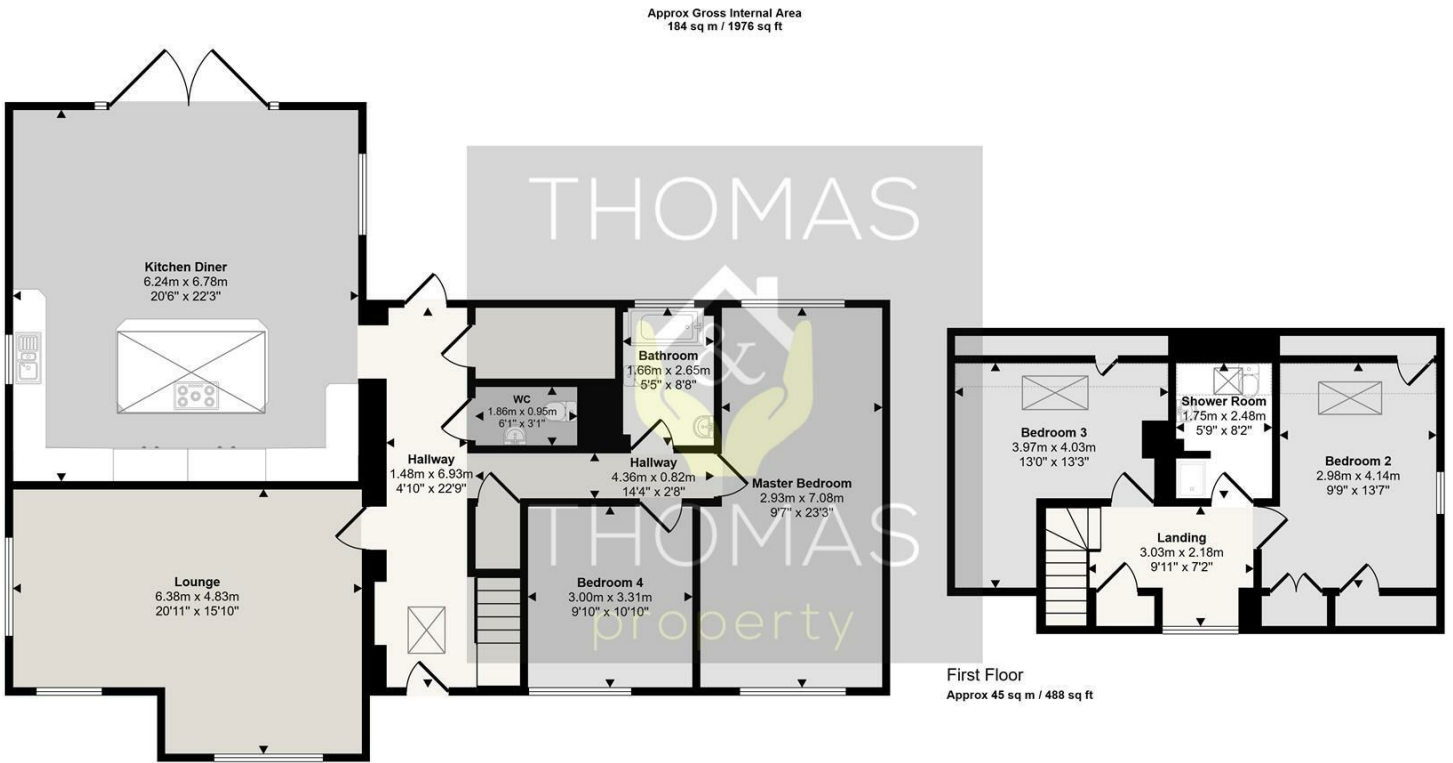 Approx Gross Internal Area
184 sq m / 1976 sq ft
THOMAS
&
THOMAS
property
Kitchen Diner
6.24m x 6.78m
20'6" x 22'3"
Bathroom
1.66m x 2.65m
5'5" x 8'8"
WC
1.86m x 0.95m
6'1" x 3'1"
Hallway
1.48m x 6.93m
4'10" x 22'9"
Hallway
4.36m x 0.82m
14'4" x 2'8"
Master Bedroom
2.93m x 7.08m
9'7" x 23'3"
Lounge
6.38m x 4.83m
20'11" x 15'10"
Bedroom 4
3.00m x 3.31m
9'10" x 10'10"
Shower Room
1.75m x 2.48m
5'9" x 8'2"
Bedroom 3
3.97m x 4.03m
13'0" x 13'3"
Bedroom 2
2.98m x 4.14m
9'9" x 13'7"
Landing
3.03m x 2.18m
9'11" x 7'2"
First Floor
Approx 45 sq m / 488 sq ft